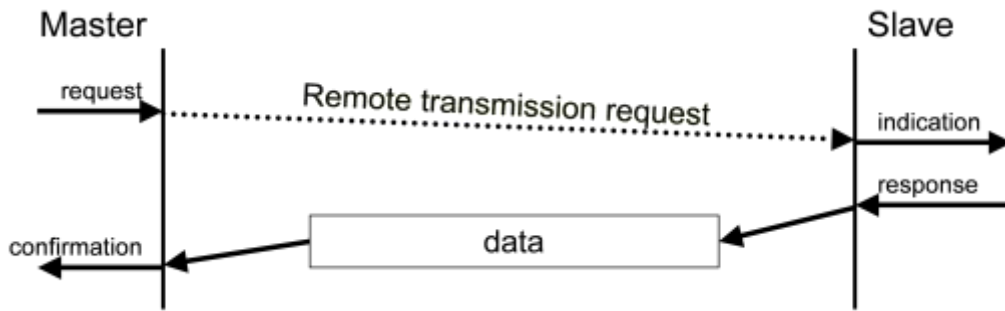 Master
Slave
request
Remote transmission request
indication
response
data
confirmation